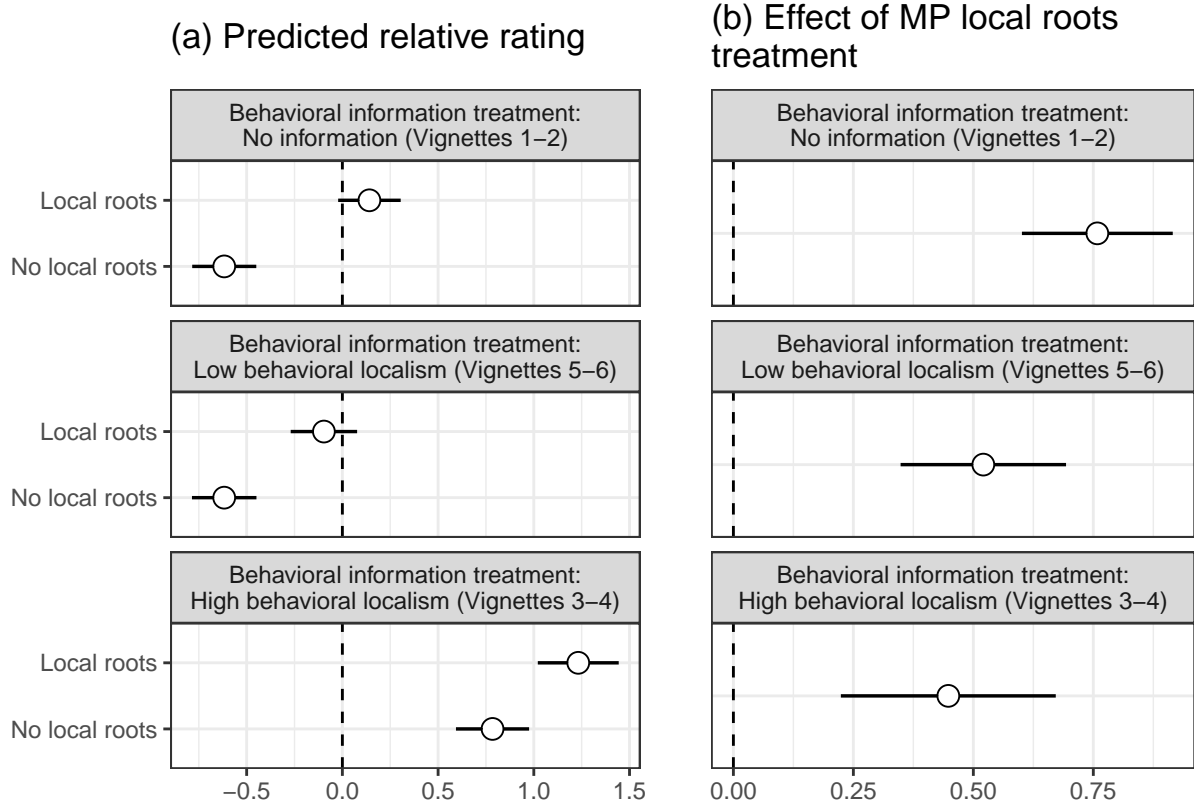 (a) Predicted relative rating
Behavioral information treatment:
No information (Vignettes 1−2)
Local roots
No local roots
Behavioral information treatment:
Low behavioral localism (Vignettes 5−6)
Local roots
No local roots
Behavioral information treatment:
High behavioral localism (Vignettes 3−4)
Local roots
No local roots
−0.5 0.0 0.5 1.0 1.5
(b) Effect of MP local roots
treatment
Behavioral information treatment:
No information (Vignettes 1−2)
Behavioral information treatment:
Low behavioral localism (Vignettes 5−6)
Behavioral information treatment:
High behavioral localism (Vignettes 3−4)
0.00 0.25 0.50 0.75